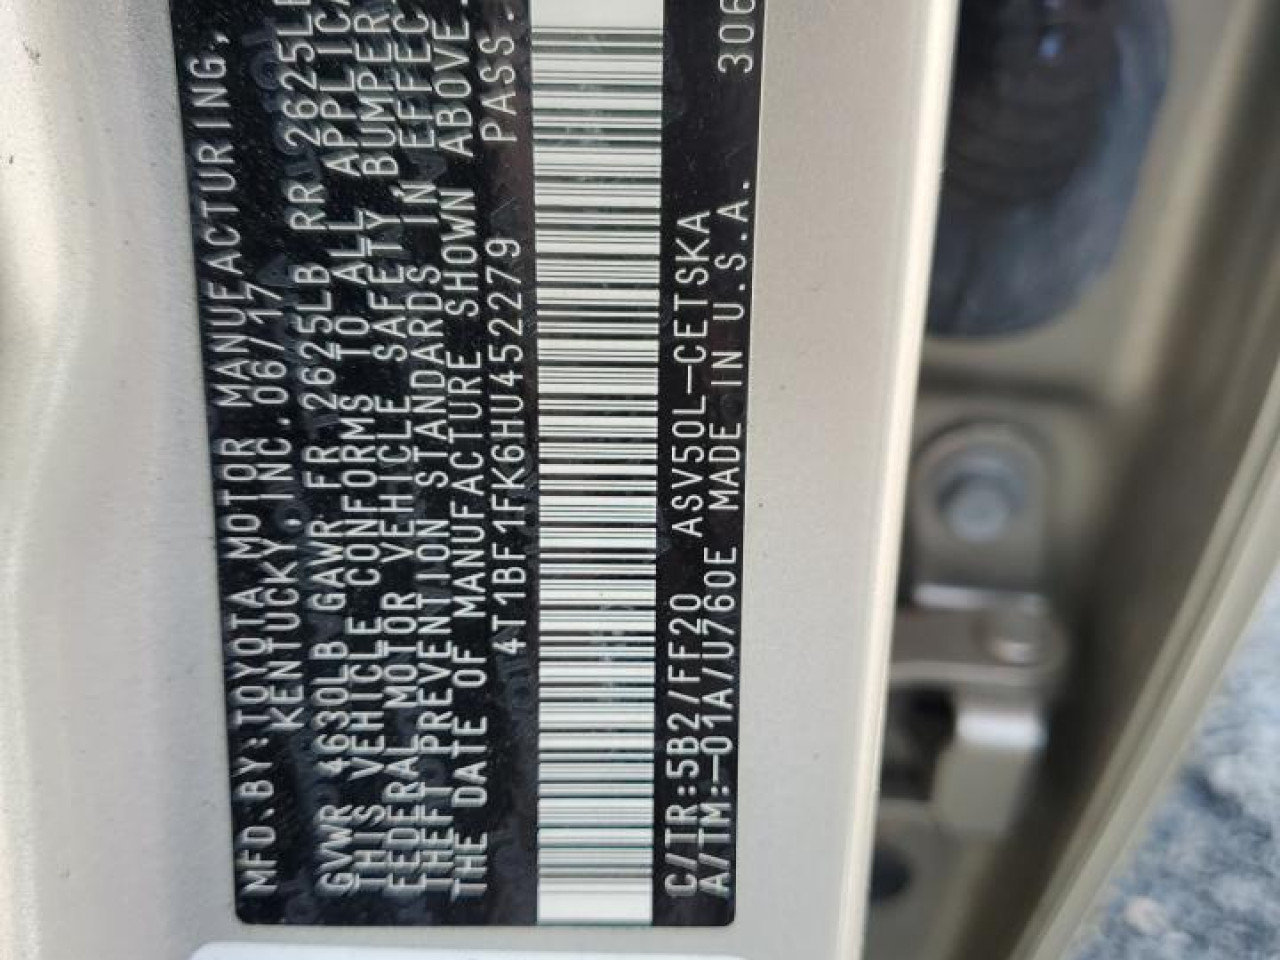 MFD.BY:TOYOTA MOTOR MANUFACTURING,
KENTUCKY,INC.06/17
GVWR 4630LB GAWR FR 2625LB RR 2625LB
THIS VEHICLE CONFORMS TO ALL APPLICA
FEDERAL MOTOR VEHICLE SAFETY,BUMPER,
THEFT PREVENTION STANDARDS IN EFFEC
THE DATE OF MANUFACTURE SHOWN ABOVE.
4T1BF1FK6HU452279 PASS.
C/TR:5B2/FF20 ASV50L-CETSKA
A/TM:-01A/U760E MADE IN U.S.A. 306